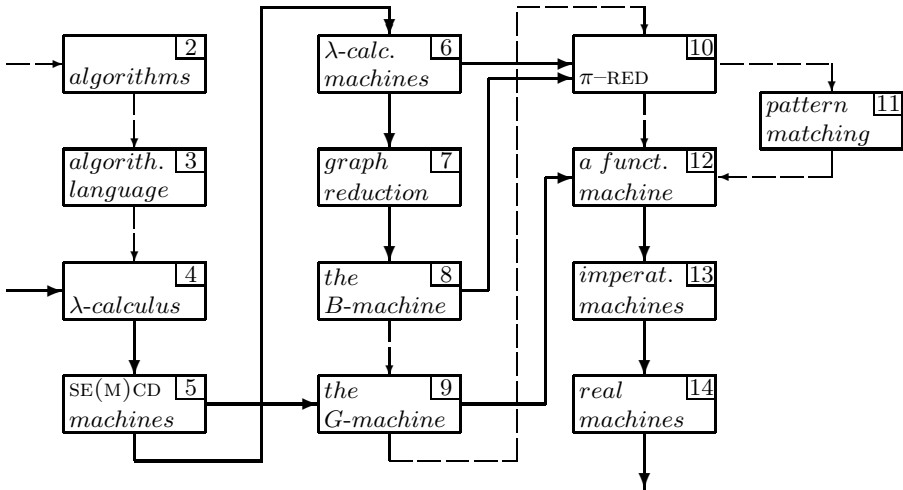 2
algorithms
algorith. 3
language
4
λ-calculus
SE(M)CD 5
machines
λ-calc. 6
machines
graph 7
reduction
the 8
B-machine
the 9
G-machine
10
π–RED
pattern 11
matching
a funct. 12
machine
imperat. 13
machines
real 14
machines